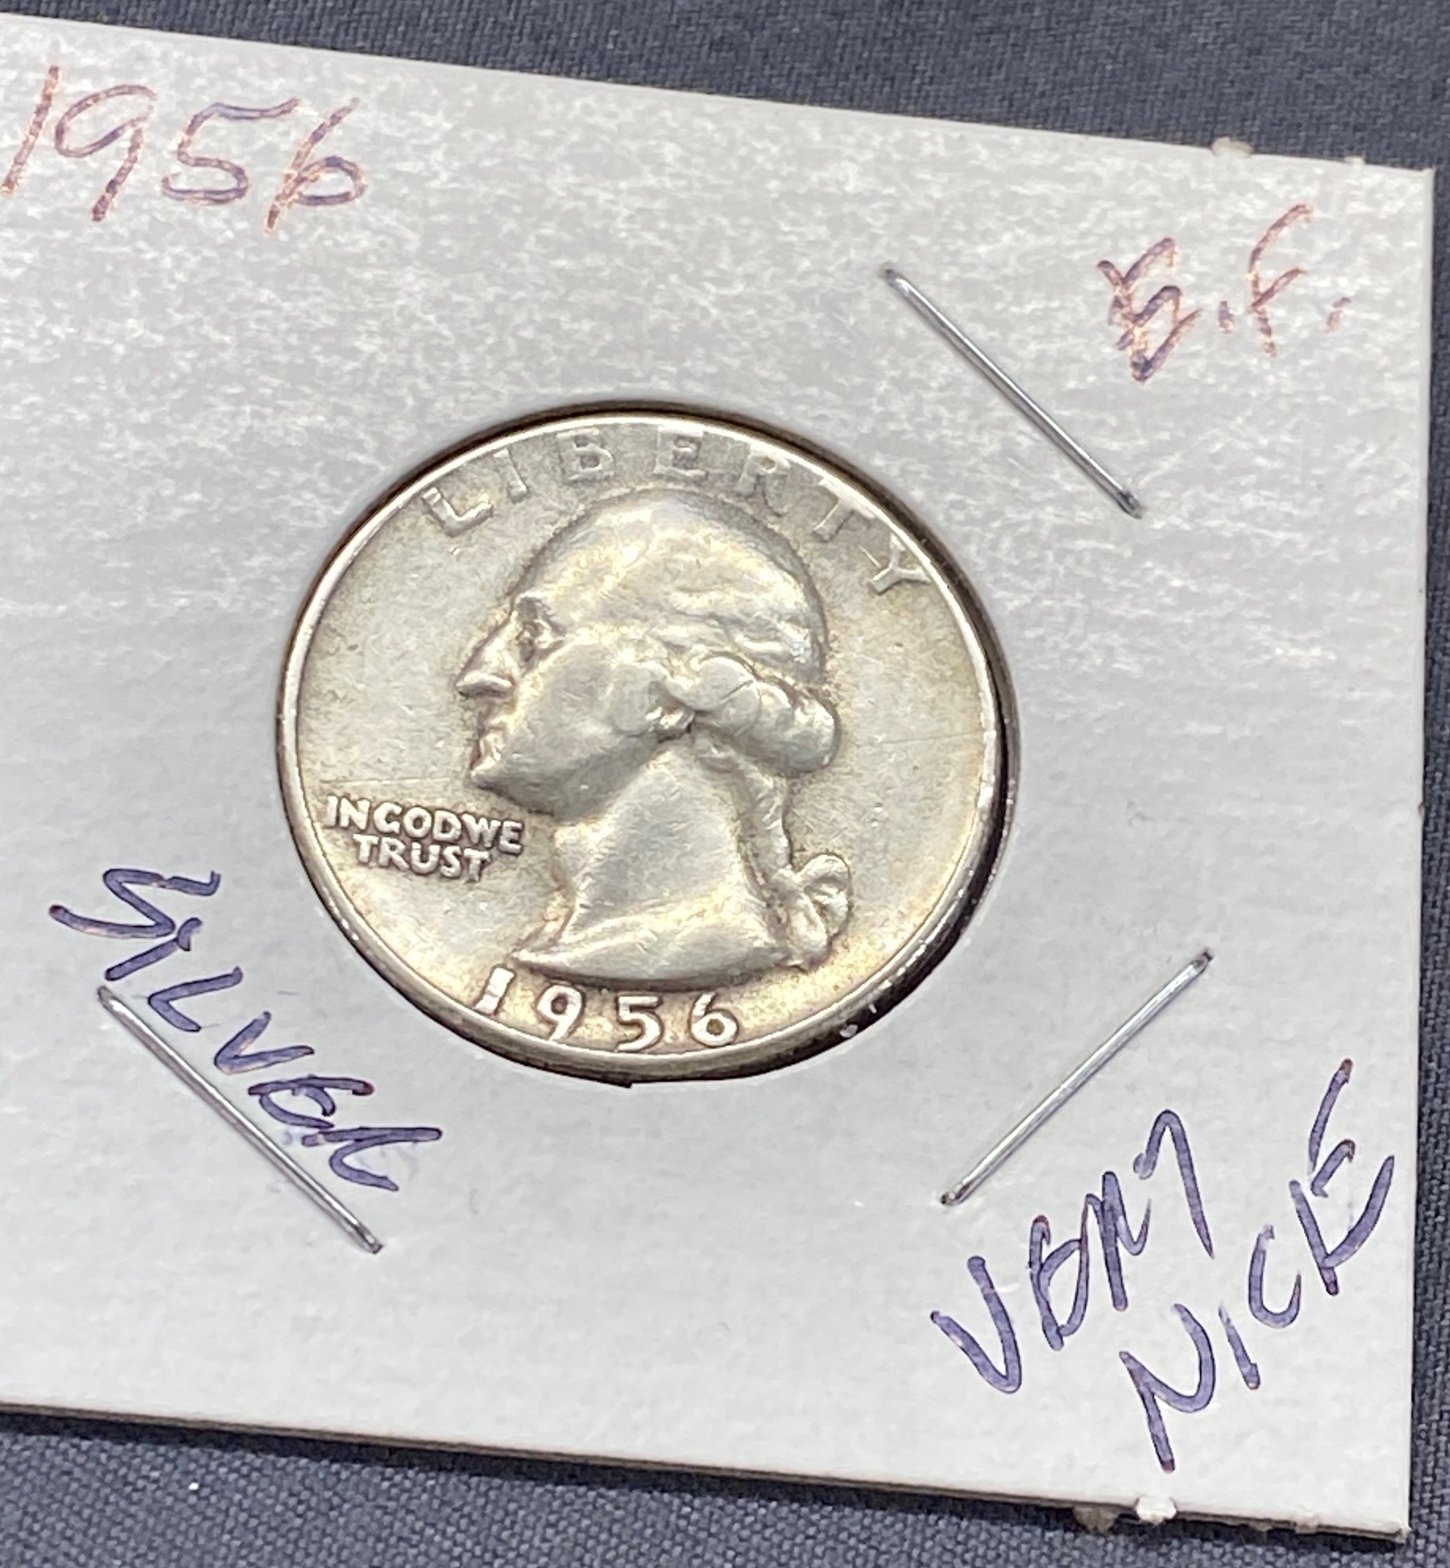 1956
E.F.
LIBERTY
IN GOD WE
TRUST
1956
SILVER
VERY
NICE